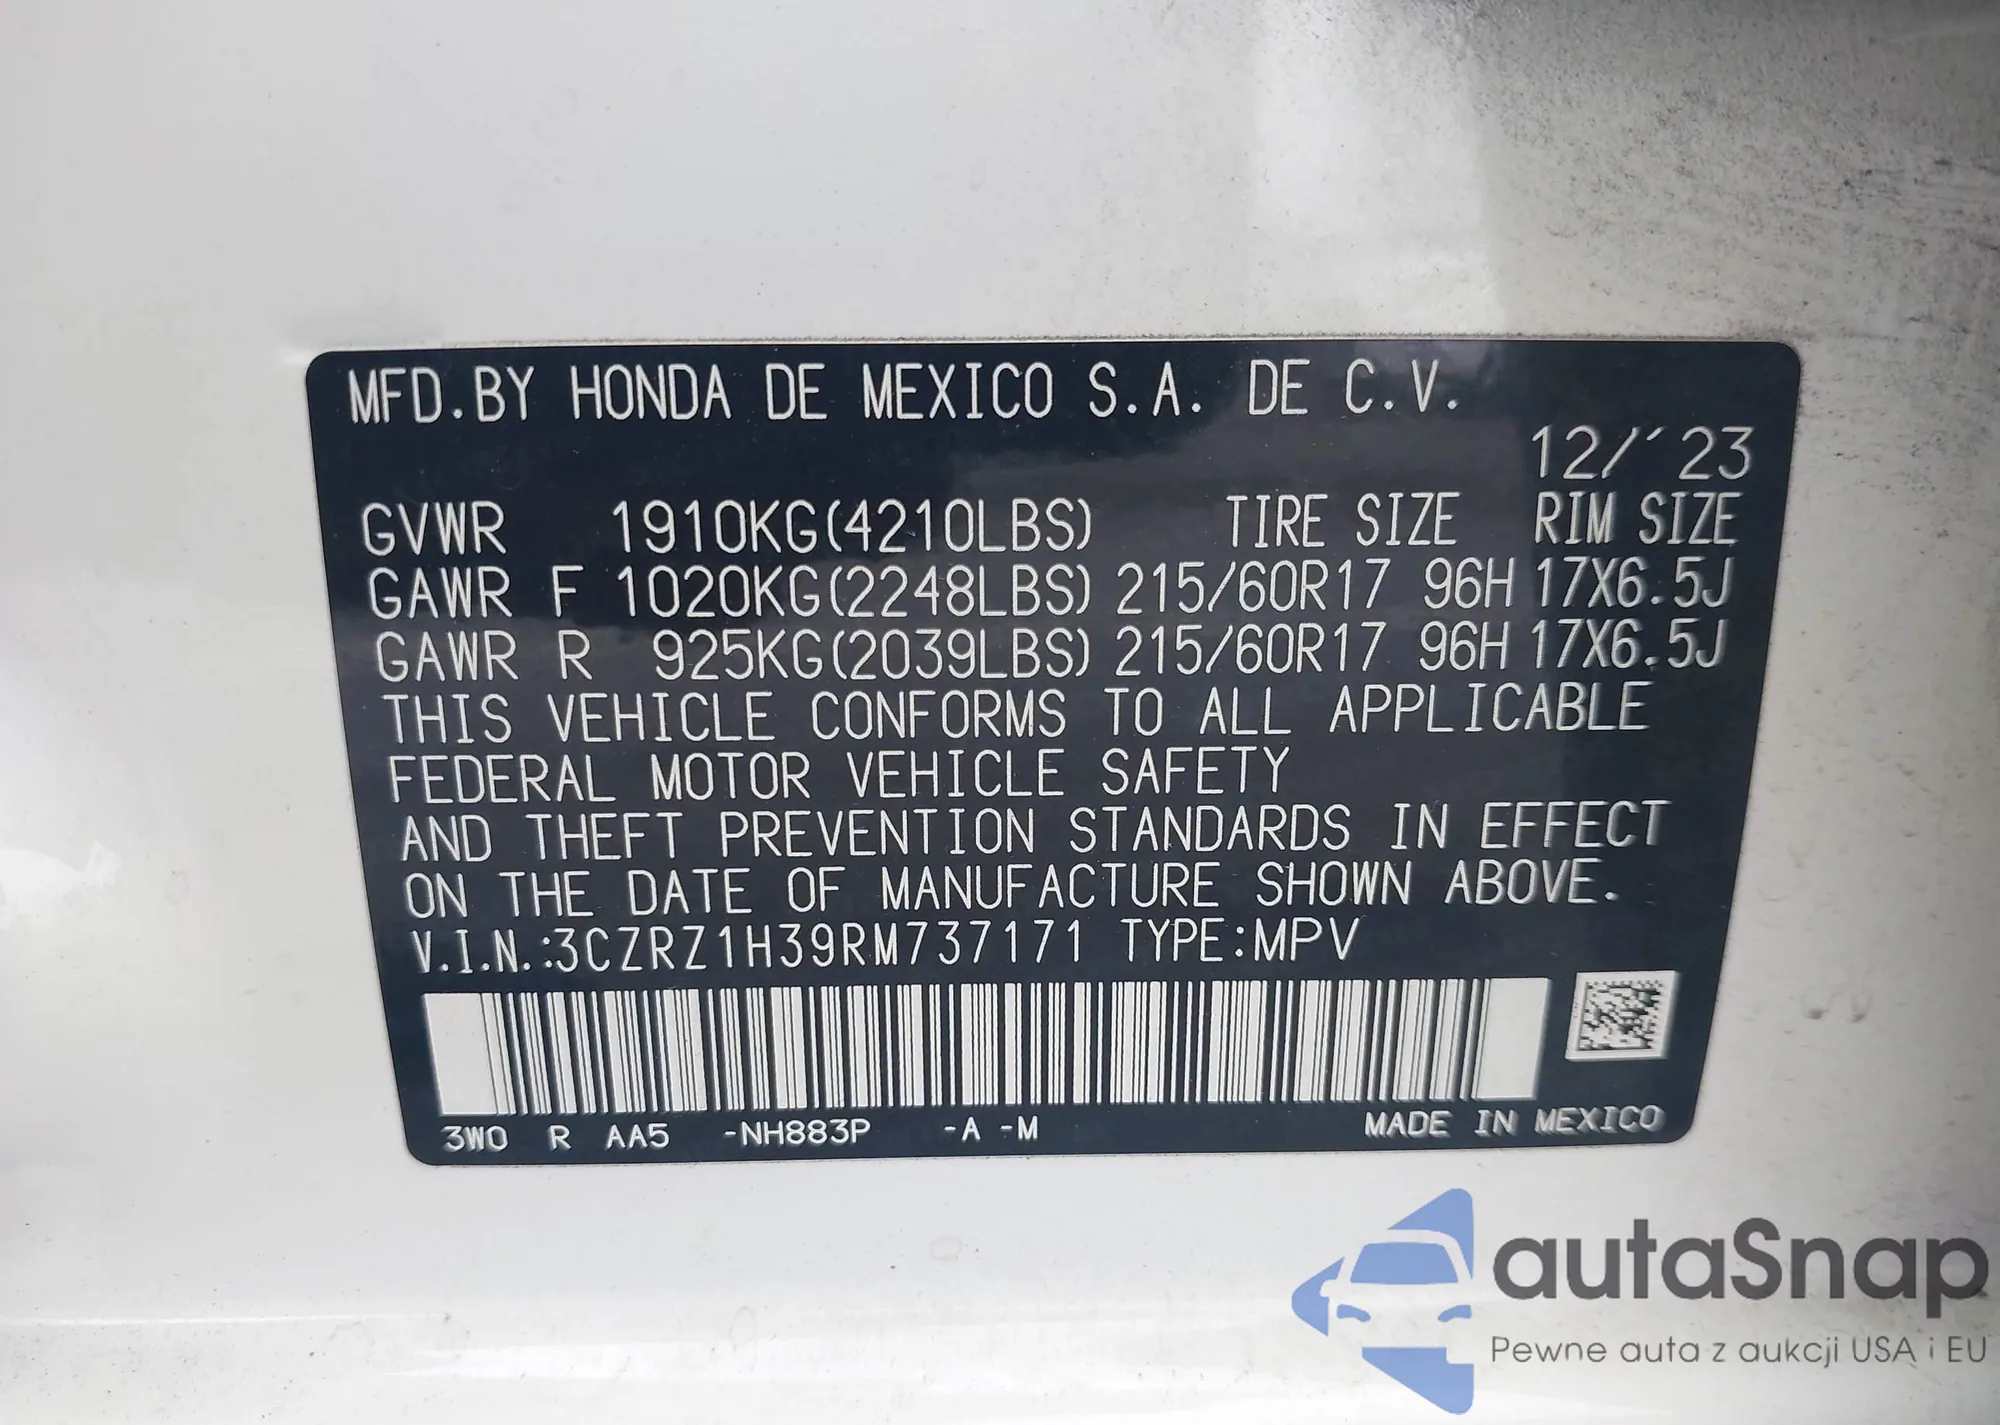 MFD.BY HONDA DE MEXICO S.A. DE C.V.
12/'23
GVWR 1910KG(4210LBS) TIRE SIZE RIM SIZE
GAWR F 1020KG(2248LBS) 215/60R17 96H 17X6.5J
GAWR R 925KG(2039LBS) 215/60R17 96H 17X6.5J
THIS VEHICLE CONFORMS TO ALL APPLICABLE
FEDERAL MOTOR VEHICLE SAFETY
AND THEFT PREVENTION STANDARDS IN EFFECT
ON THE DATE OF MANUFACTURE SHOWN ABOVE.
V.I.N.:3CZRZ1H39RM737171 TYPE:MPV
3W0 R AA5 -NH883P -A -M MADE IN MEXICO
autaSnap
Pewne auta z aukcji USA i EU